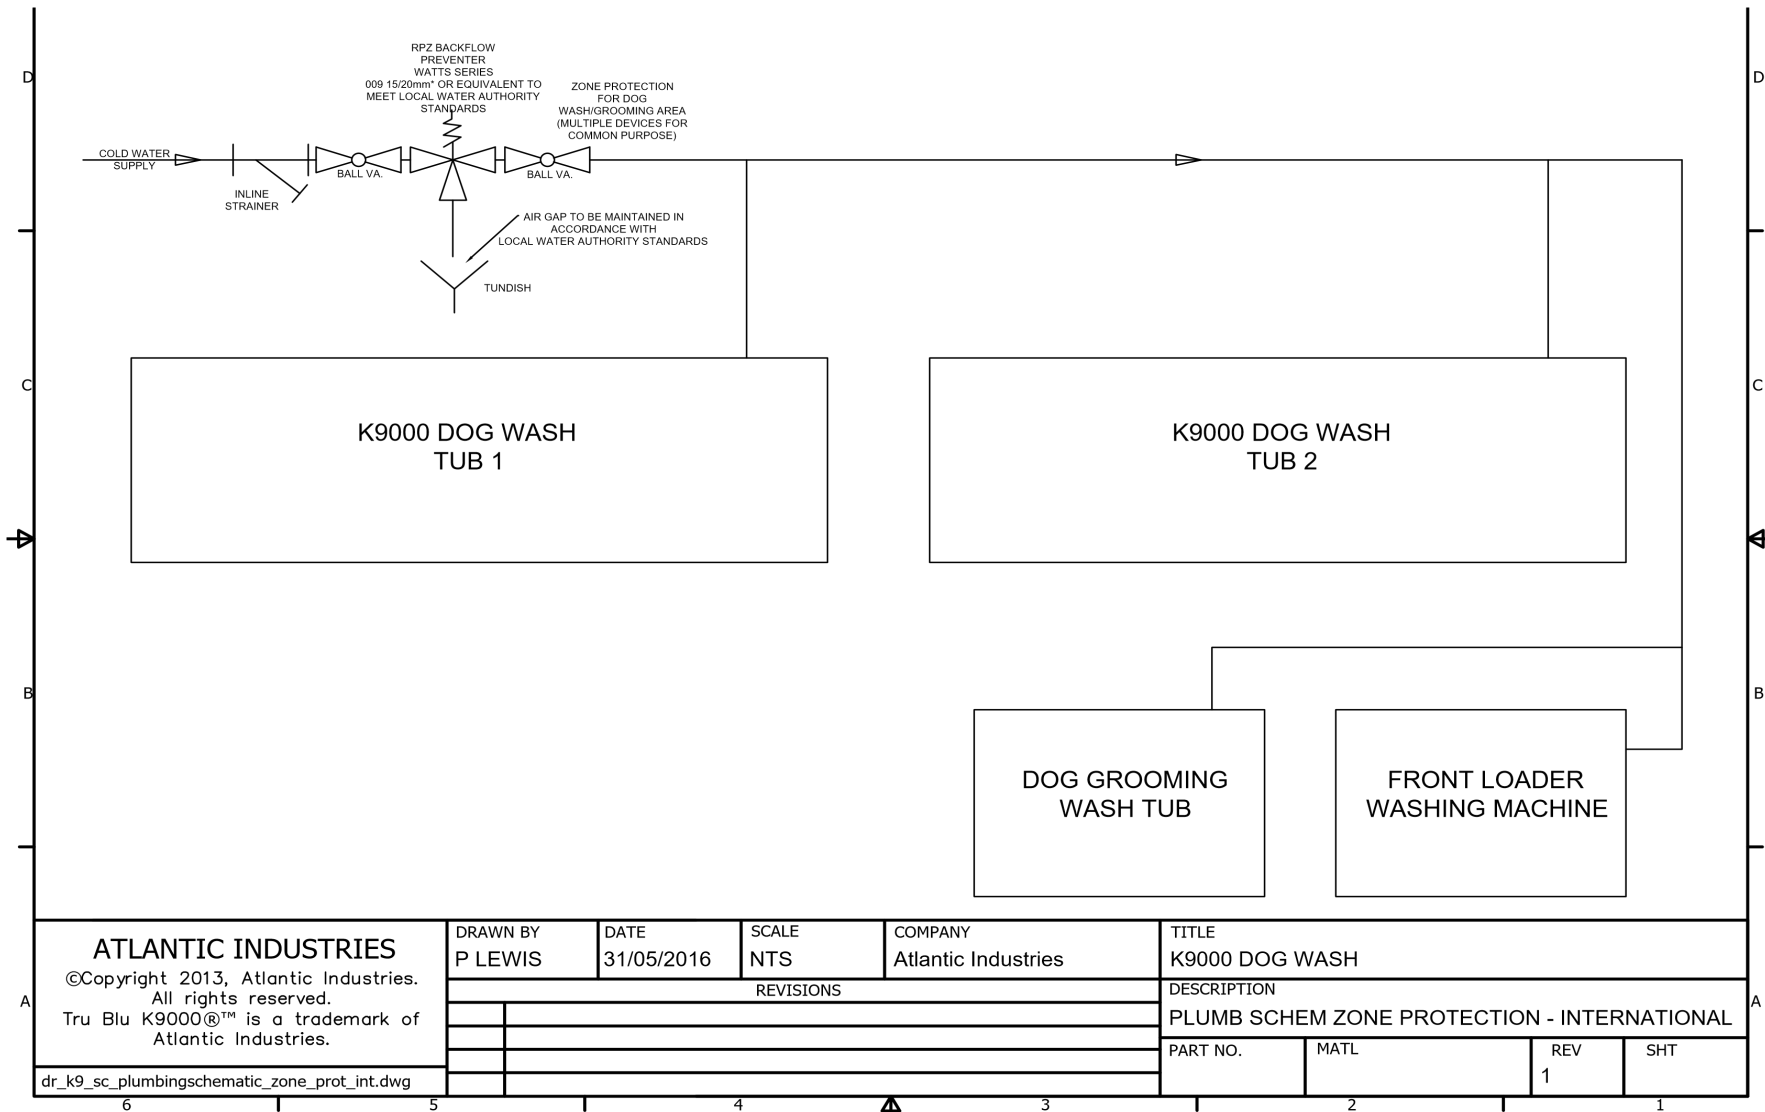 D
D
RPZ BACKFLOW
PREVENTER
WATTS SERIES
009 15/20mm* OR EQUIVALENT TO
MEET LOCAL WATER AUTHORITY
STANDARDS
ZONE PROTECTION
FOR DOG
WASH/GROOMING AREA
(MULTIPLE DEVICES FOR
COMMON PURPOSE)
COLD WATER
SUPPLY
INLINE
STRAINER
BALL VA.
BALL VA.
AIR GAP TO BE MAINTAINED IN
ACCORDANCE WITH
LOCAL WATER AUTHORITY STANDARDS
TUNDISH
C
C
K9000 DOG WASH
TUB 1
K9000 DOG WASH
TUB 2
B
B
DOG GROOMING
WASH TUB
FRONT LOADER
WASHING MACHINE
A
A
ATLANTIC INDUSTRIES
©Copyright 2013, Atlantic Industries.
All rights reserved.
Tru Blu K9000®™ is a trademark of
Atlantic Industries.
dr_k9_sc_plumbingschematic_zone_prot_int.dwg
DRAWN BY
P LEWIS
DATE
31/05/2016
SCALE
NTS
COMPANY
Atlantic Industries
REVISIONS
TITLE
K9000 DOG WASH
DESCRIPTION
PLUMB SCHEM ZONE PROTECTION - INTERNATIONAL
PART NO.
MATL
REV
1
SHT
6
5
4
3
2
1